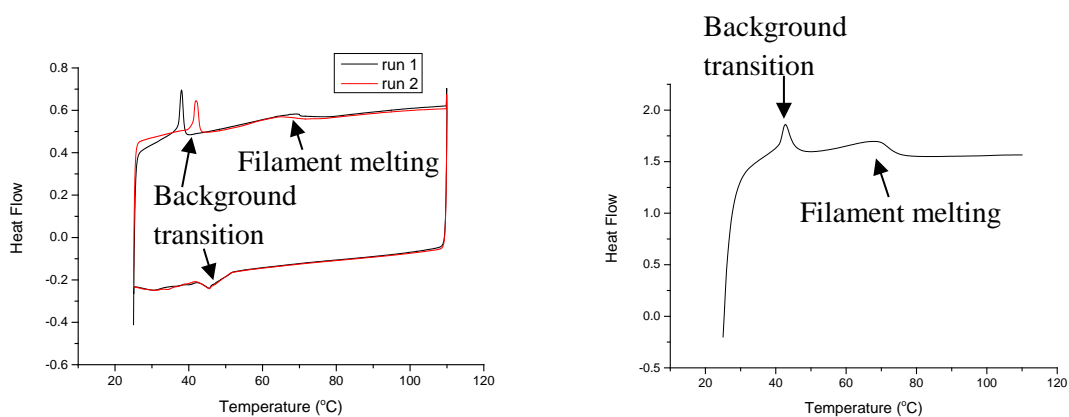 run 1
run 2
0.8
0.6
0.4
0.2
0.0
-0.2
-0.4
-0.6
Heat Flow
Filament melting
Background
transition
20 40 60 80 100 120
Temperature (°C)
Background
transition
2.0
1.5
1.0
0.5
0.0
-0.5
Heat Flow
Filament melting
20 40 60 80 100 120
Temperature (°C)